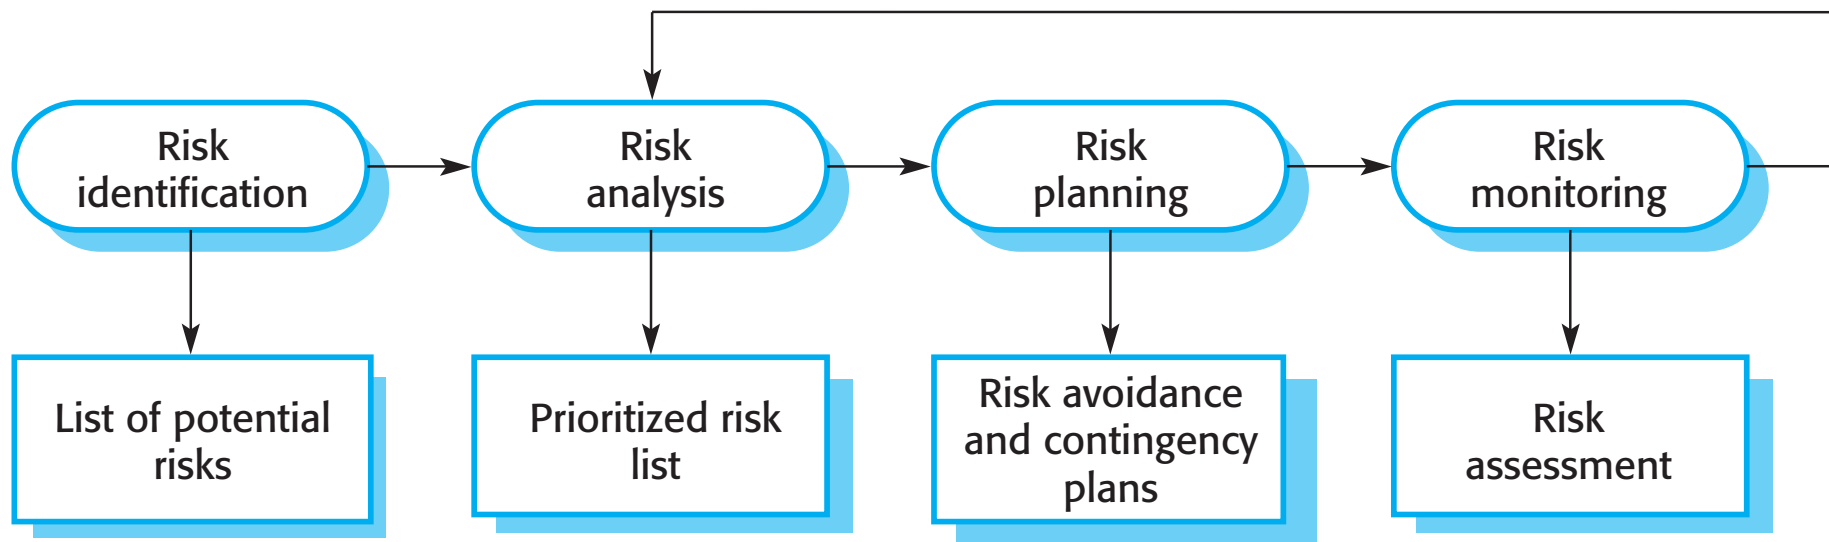 Risk
identification
Risk
analysis
Risk
planning
Risk
monitoring
List of potential
risks
Prioritized risk
list
Risk avoidance
and contingency
plans
Risk
assessment